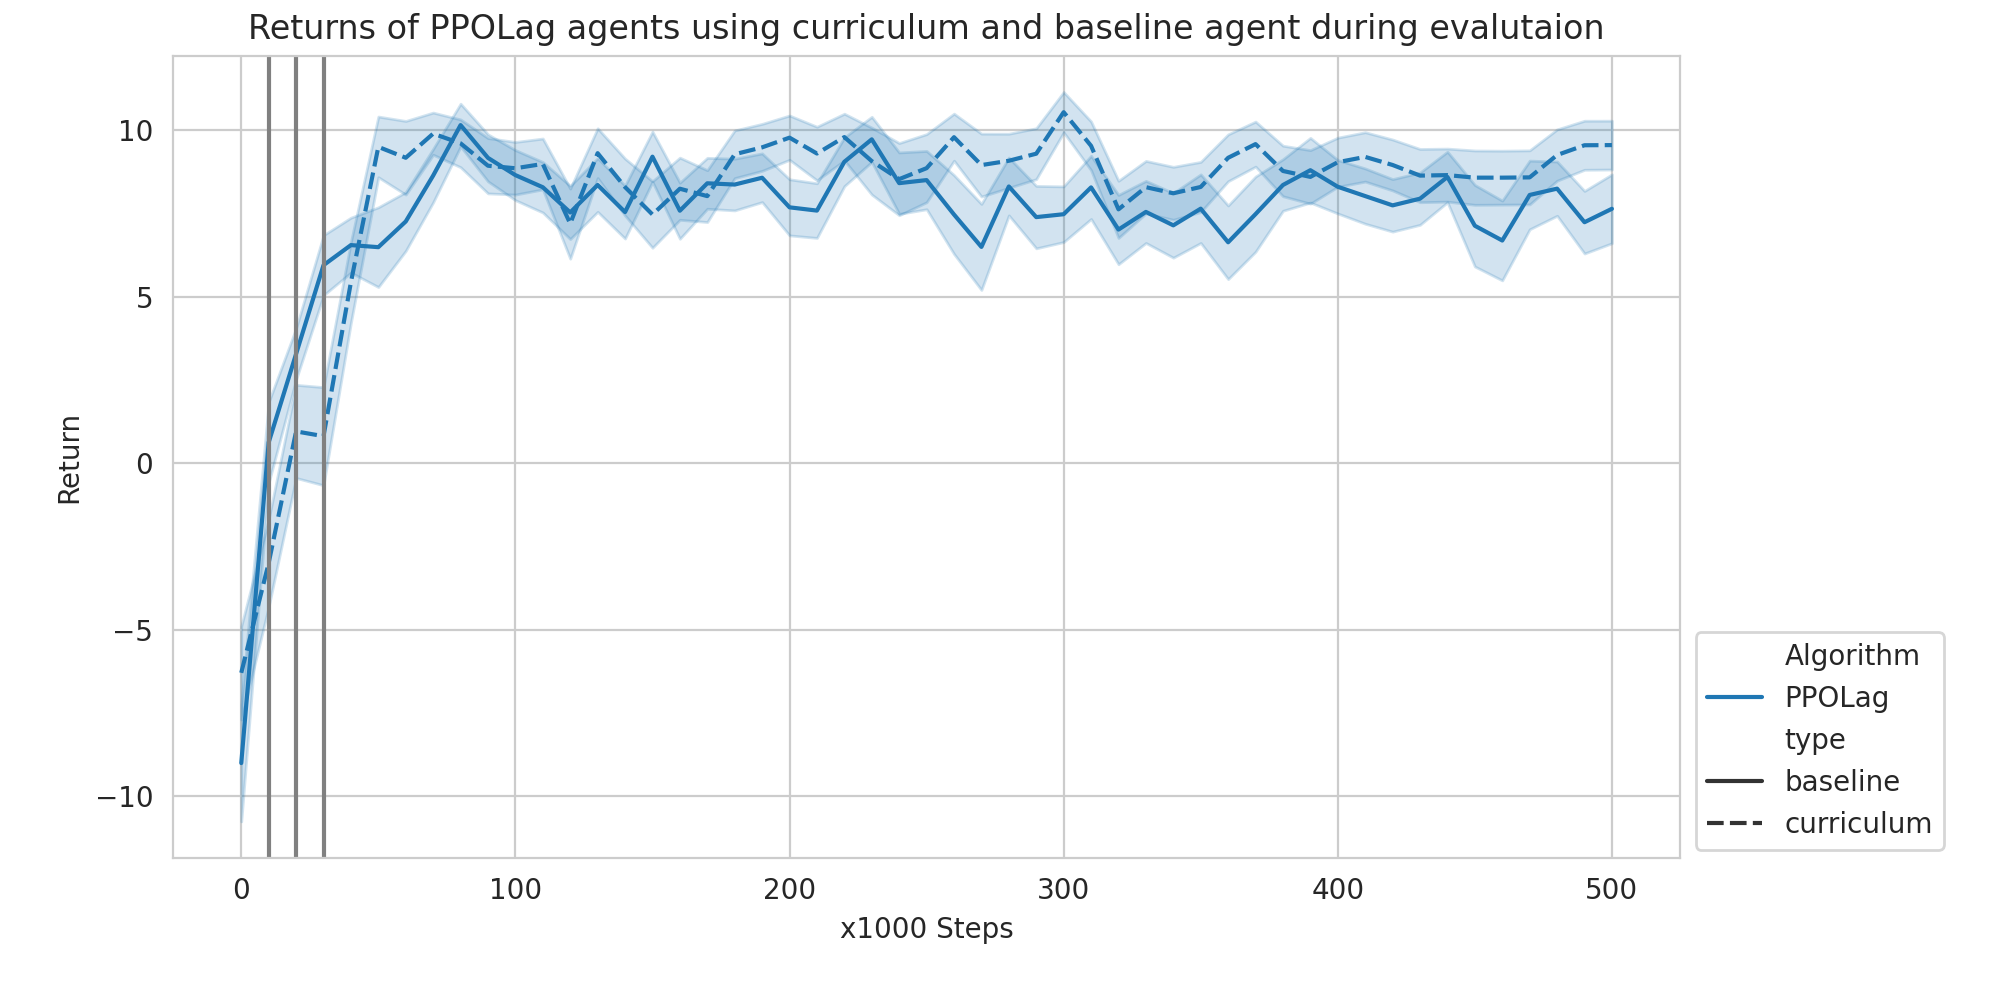 Returns of PPOLag agents using curriculum and baseline agent during evalutaion
10
5
0
−5
−10
Return
0 100 200 300 400 500
x1000 Steps
Algorithm
PPOLag
type
baseline
curriculum